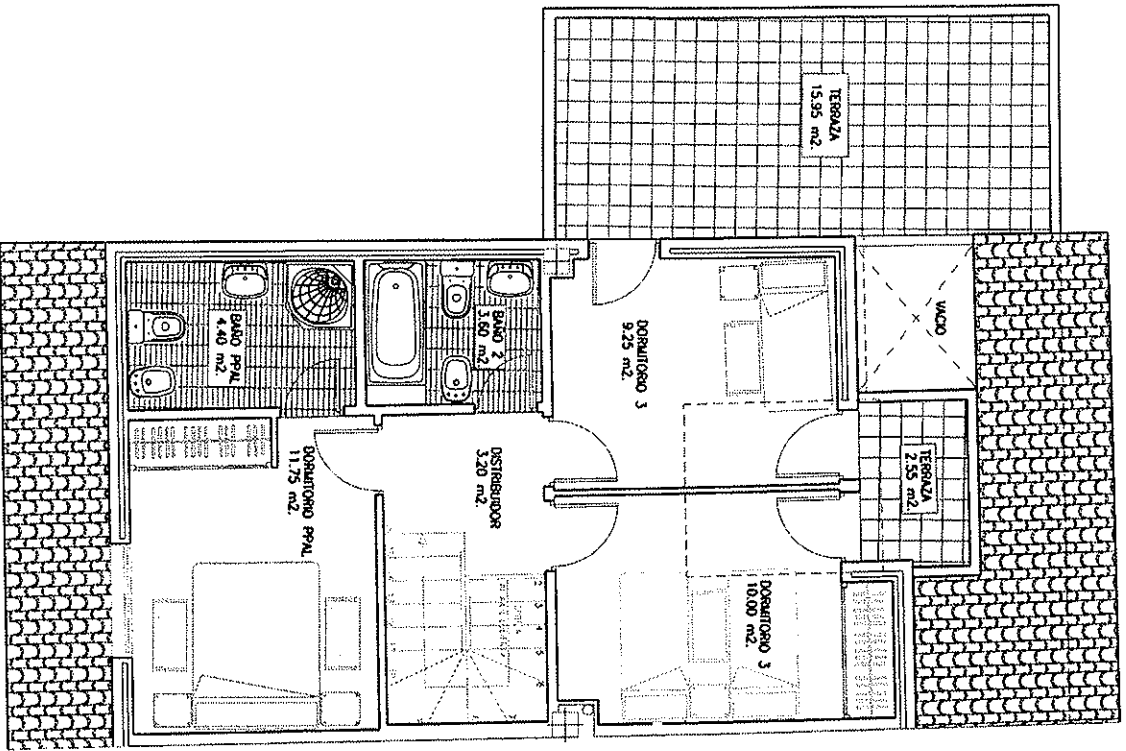 TERRAZA
15.95 m2.
VACIO
TERRAZA
2.55 m2.
DORMITORIO 3
9.25 m2.
DORMITORIO 3
10.00 m2.
BAÑO 2
3.60 m2.
DISTRIBUIDOR
3.20 m2.
BAÑO PPAL
4.40 m2.
DORMITORIO PPAL
11.75 m2.